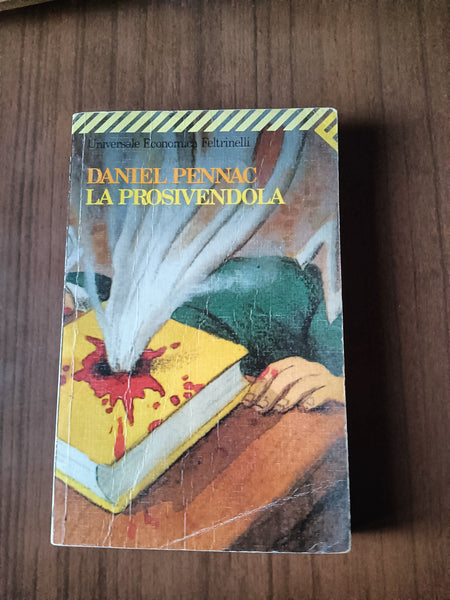 Universale Economica Feltrinelli
DANIEL PENNAC
LA PROSIVENDOLA